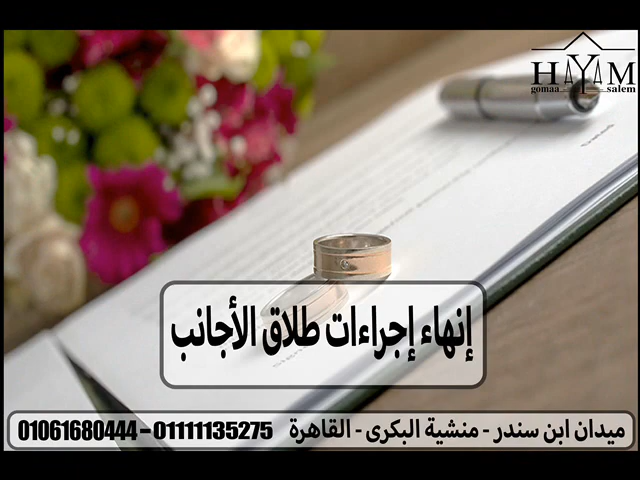 HAYAM
gomaa salem
إنهاء إجراءات طلاق الأجانب
ميدان ابن سندر - منشية البكرى - القاهرة 01111135275 - 01061680444